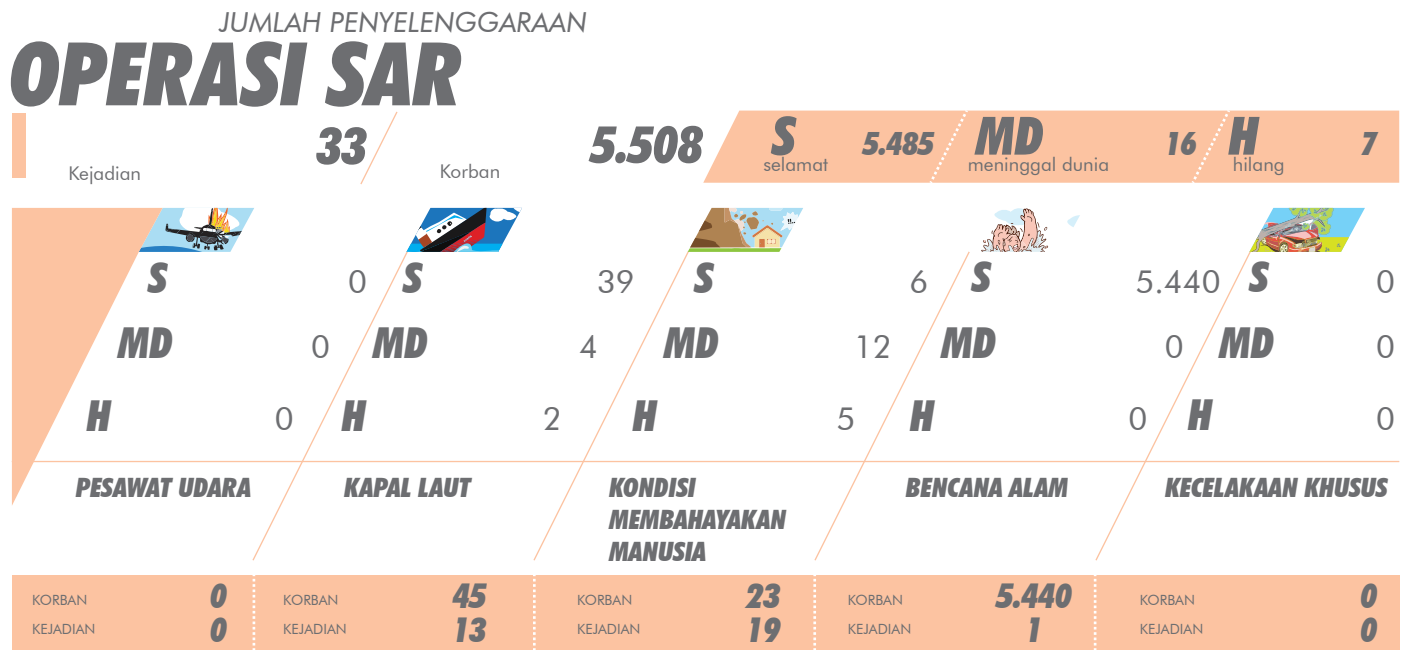 JUMLAH PENYELENGGARAAN
OPERASI SAR
Kejadian 33
Korban 5.508
S selamat 5.485
MD meninggal dunia 16
H hilang 7
!!..
S 0 S 39 S 6 S 5.440 S 0
MD 0 MD 4 MD 12 MD 0 MD 0
H 0 H 2 H 5 H 0 H 0
PESAWAT UDARA
KAPAL LAUT
KONDISI
MEMBAHAYAKAN
MANUSIA
BENCANA ALAM
KECELAKAAN KHUSUS
KORBAN 0 KORBAN 45 KORBAN 23 KORBAN 5.440 KORBAN 0
KEJADIAN 0 KEJADIAN 13 KEJADIAN 19 KEJADIAN 1 KEJADIAN 0